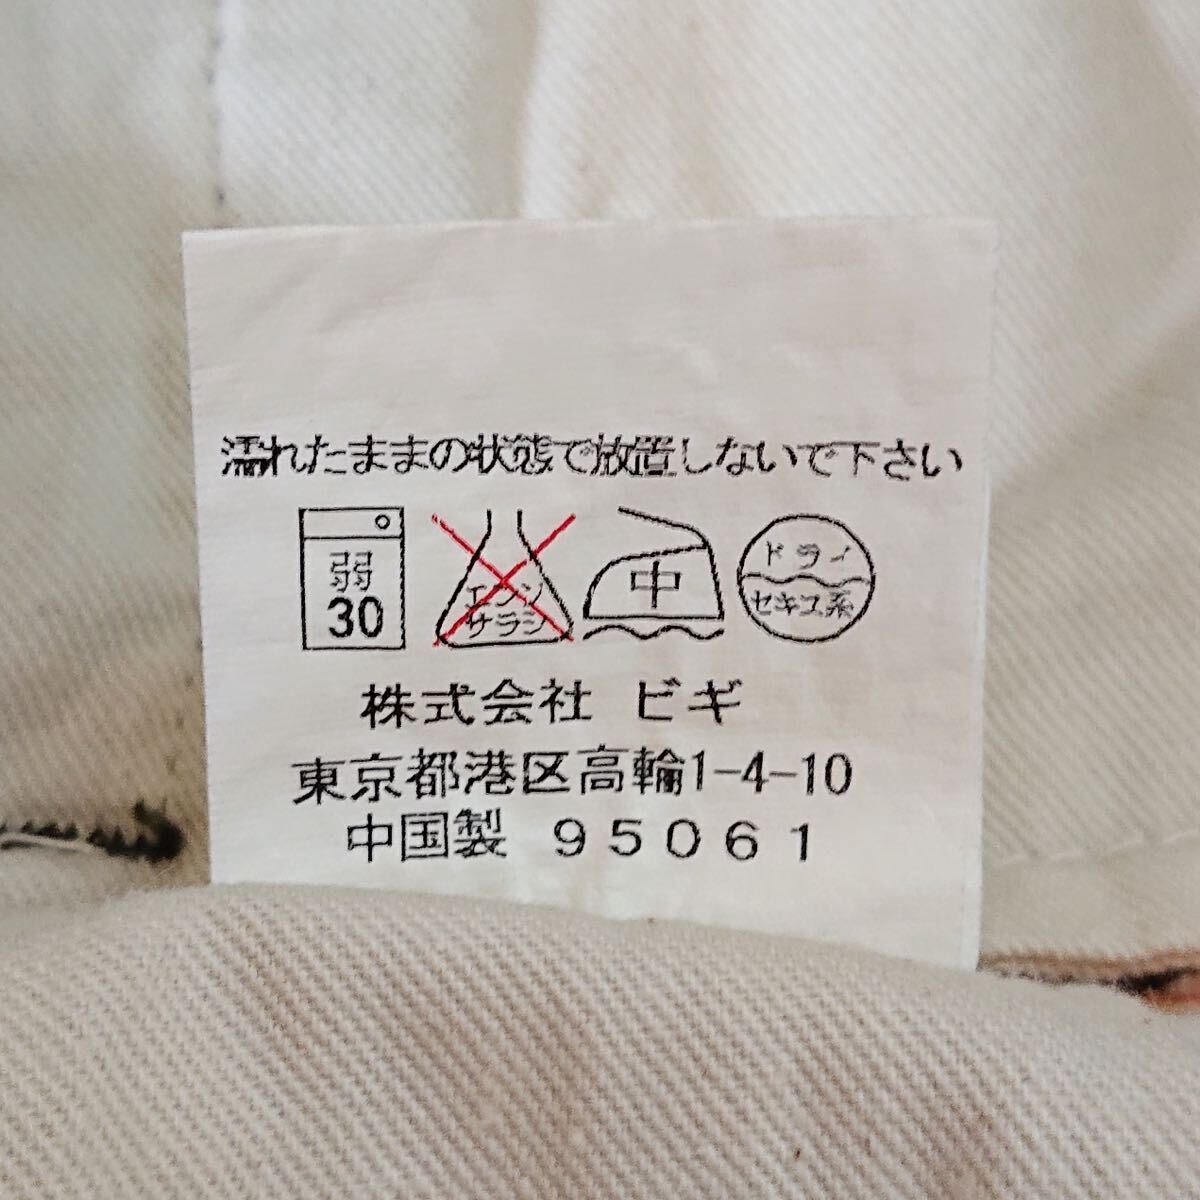 濡れたままの状態で放置しないで下さい
弱 30 エンソサラシ 中 ドライ セキユ系
株式会社 ビギ
東京都港区高輪1-4-10
中国製 95061